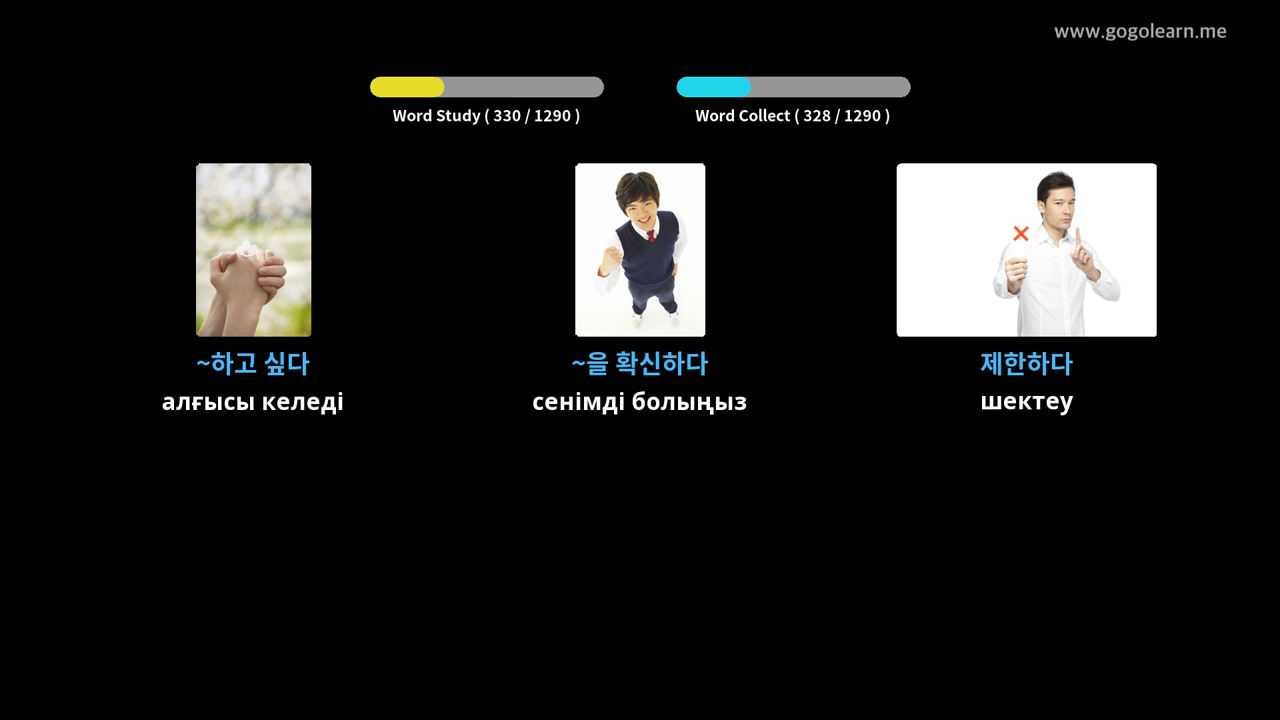 www.gogolearn.me
Word Study ( 330 / 1290 )
Word Collect ( 328 / 1290 )
~하고 싶다
алғысы келеді
~을 확신하다
сенімді болыңыз
제한하다
шектеу